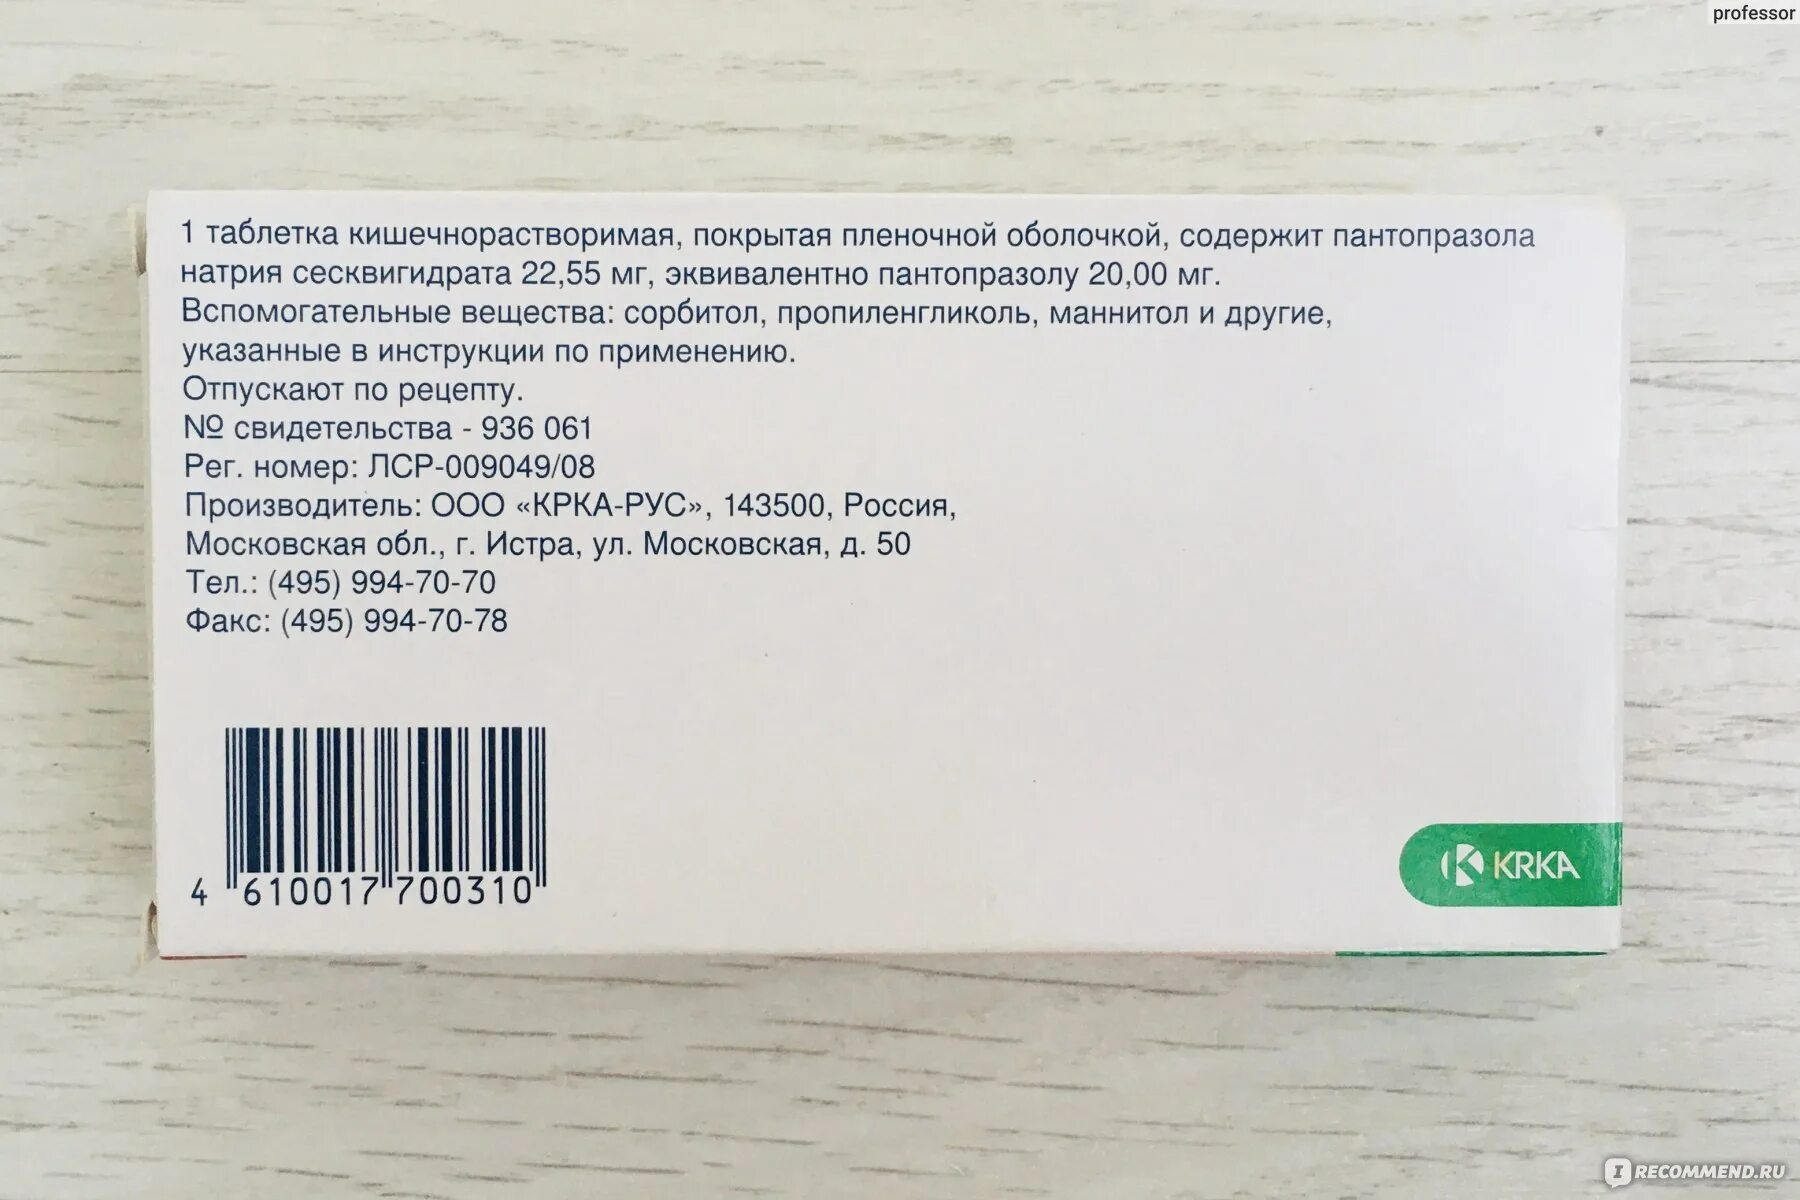 professor
1 таблетка кишечнорастворимая, покрытая пленочной оболочкой, содержит пантопразола
натрия сесквигидрата 22,55 мг, эквивалентно пантопразолу 20,00 мг.
Вспомогательные вещества: сорбитол, пропиленгликоль, маннитол и другие,
указанные в инструкции по применению.
Отпускают по рецепту.
№ свидетельства - 936 061
Рег. номер: ЛСР-009049/08
Производитель: ООО «КРКА-РУС», 143500, Россия,
Московская обл., г. Истра, ул. Московская, д. 50
Тел.: (495) 994-70-70
Факс: (495) 994-70-78
4 610017 700310
KRKA
IRECOMMEND.RU